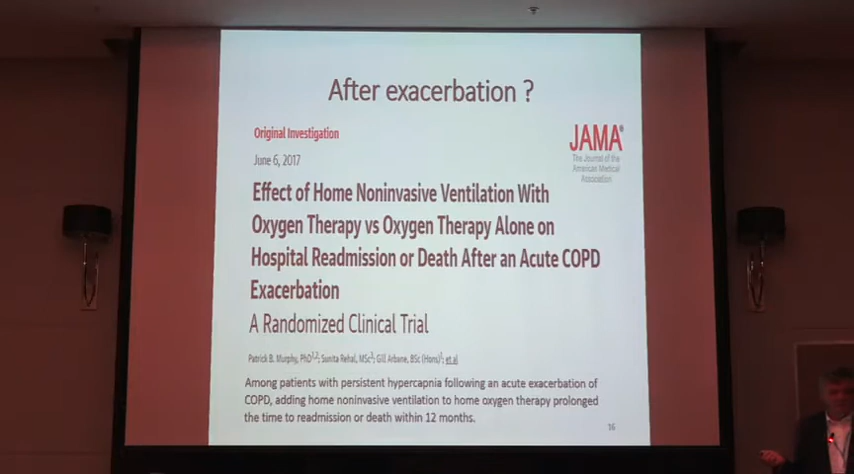 After exacerbation ?
Original Investigation
JAMA®
June 6, 2017
The Journal of the
American Medical
Association
Effect of Home Noninvasive Ventilation With
Oxygen Therapy vs Oxygen Therapy Alone on
Hospital Readmission or Death After an Acute COPD
Exacerbation
A Randomized Clinical Trial
Patrick B. Murphy, PhD1,2; Sunita Rehal, MSc3; Gill Arbane, BSc (Hons)1; et al
Among patients with persistent hypercapnia following an acute exacerbation of
COPD, adding home noninvasive ventilation to home oxygen therapy prolonged
the time to readmission or death within 12 months.
16